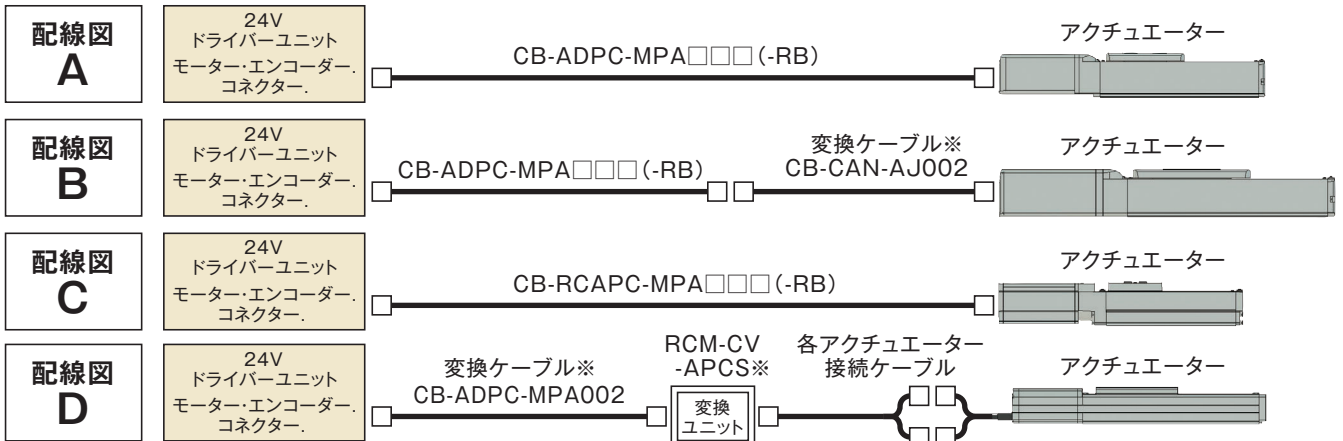 配線図
A
24V
ドライバーユニット
モーター・エンコーダー.
コネクター.
CB-ADPC-MPA□□□(-RB)
アクチュエーター
配線図
B
24V
ドライバーユニット
モーター・エンコーダー.
コネクター.
CB-ADPC-MPA□□□(-RB)
変換ケーブル※
CB-CAN-AJ002
アクチュエーター
配線図
C
24V
ドライバーユニット
モーター・エンコーダー.
コネクター.
CB-RCAPC-MPA□□□(-RB)
アクチュエーター
配線図
D
24V
ドライバーユニット
モーター・エンコーダー.
コネクター.
変換ケーブル※
CB-ADPC-MPA002
RCM-CV
-APCS※
変換
ユニット
各アクチュエーター
接続ケーブル
アクチュエーター